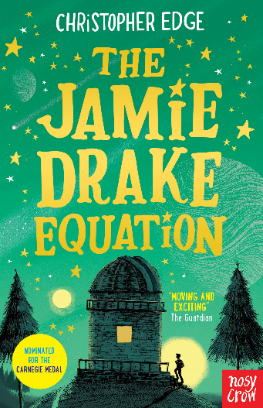 CHRISTOPHER EDGE
THE
JAMIE
DRAKE
EQUATION
'MOVING AND
EXCITING'
The Guardian
NOMINATED
FOR THE
CARNEGIE MEDAL
nosy
crow